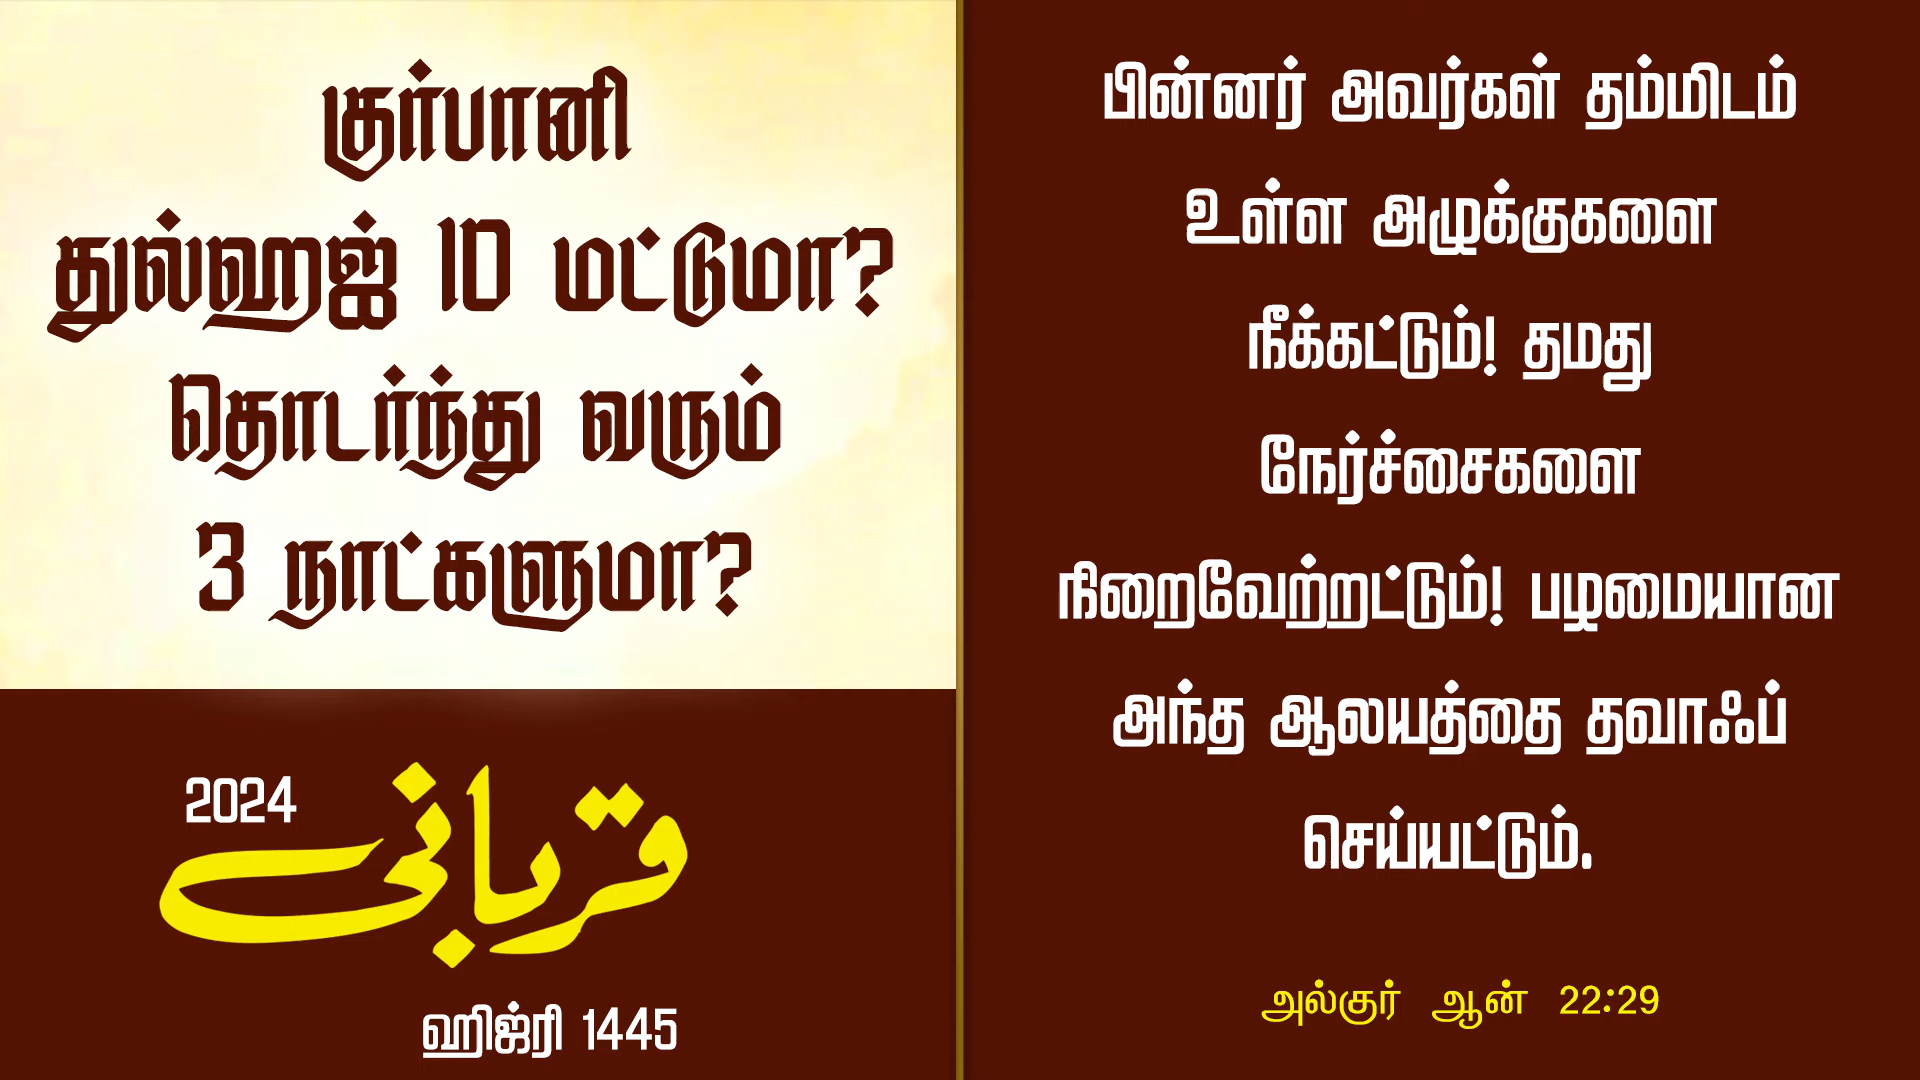 குர்பானி
துல்ஹஜ் 10 மட்டுமா?
தொடர்ந்து வரும்
3 நாட்களுமா?
2024
قربانی
ஹிஜ்ரி 1445
பின்னர் அவர்கள் தம்மிடம்
உள்ள அழுக்குகளை
நீக்கட்டும்! தமது
நேர்ச்சைகளை
நிறைவேற்றட்டும்! பழமையான
அந்த ஆலயத்தை தவாஃப்
செய்யட்டும்.
அல்குர் ஆன் 22:29